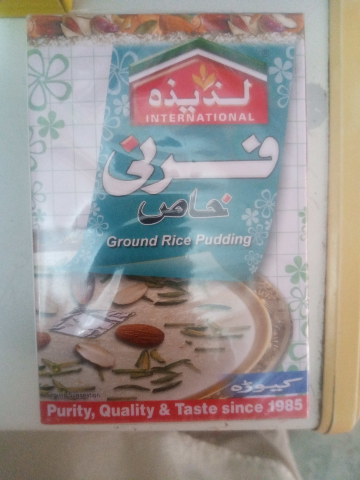 لذیذہ
INTERNATIONAL
فرنی
خاص
Ground Rice Pudding
کیوڑہ
Purity, Quality & Taste since 1985